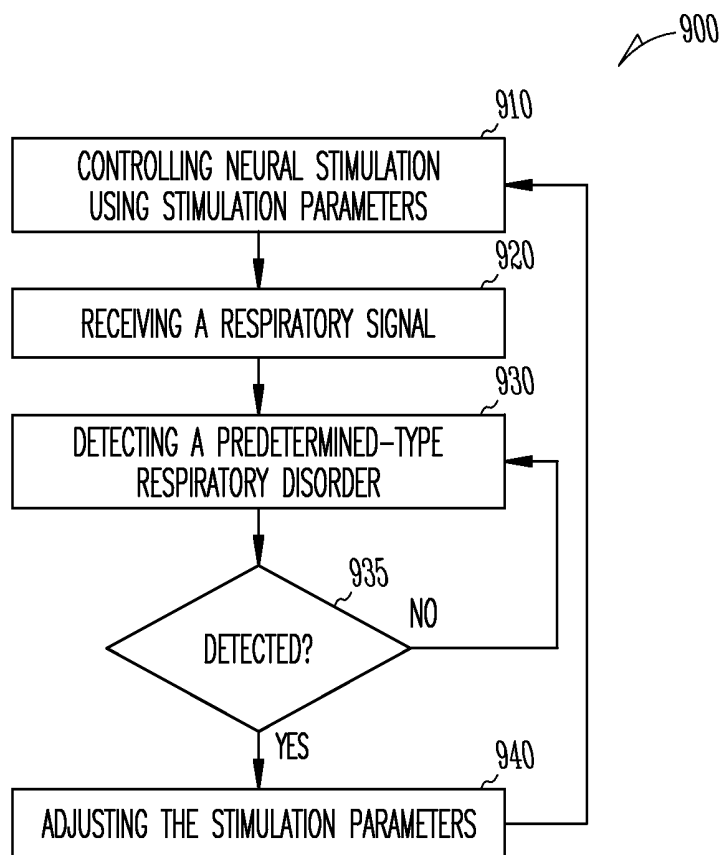 900
910
CONTROLLING NEURAL STIMULATION
USING STIMULATION PARAMETERS
920
RECEIVING A RESPIRATORY SIGNAL
930
DETECTING A PREDETERMINED-TYPE
RESPIRATORY DISORDER
935
NO
DETECTED?
YES
940
ADJUSTING THE STIMULATION PARAMETERS